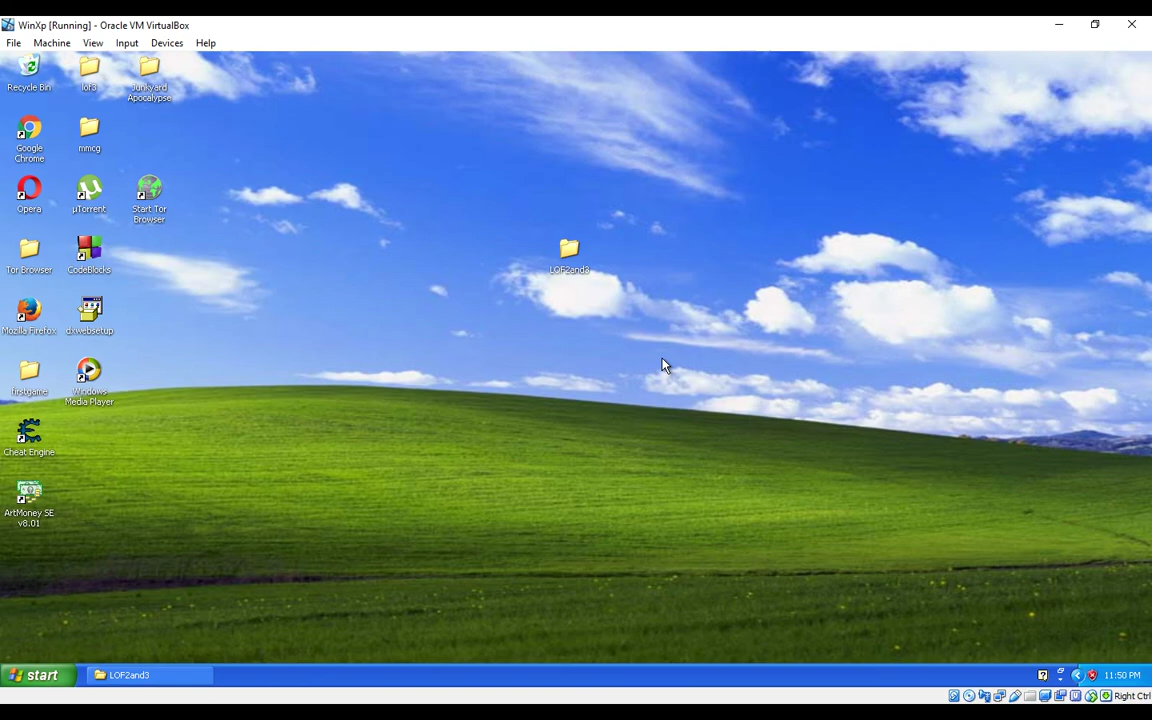 WinXp [Running] - Oracle VM VirtualBox
File Machine View Input Devices Help
Recycle Bin
lof3
Junkyard
Apocalypse
Google
Chrome
mmcg
Opera
µTorrent
Start Tor
Browser
Tor Browser
CodeBlocks
LOF2and3
Mozilla Firefox
dxwebsetup
firstgame
Windows
Media Player
Cheat Engine
ArtMoney SE
v8.01
start
LOF2and3
11:50 PM
Right Ctrl